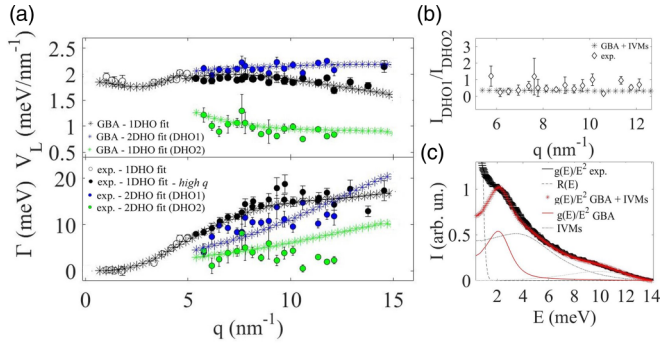 (a)
V_L (meV/nm⁻¹)
2.5
2
1.5
1
0.5
GBA - 1DHO fit
GBA - 2DHO fit (DHO1)
GBA - 1DHO fit (DHO2)
Γ (meV)
20
10
0
exp. - 1DHO fit
exp. - 1DHO fit - high q
exp. - 2DHO fit (DHO1)
exp. - 2DHO fit (DHO2)
0 5 10 15
q (nm⁻¹)
(b)
I_DHO1/I_DHO2
4
2
0
GBA + IVMs
exp.
6 8 10 12
q (nm⁻¹)
(c)
I (arb. un.)
1
0.5
0
g(E)/E² exp.
R(E)
g(E)/E² GBA + IVMs
g(E)/E² GBA
IVMs
2 4 6 8 10 12 14
E (meV)